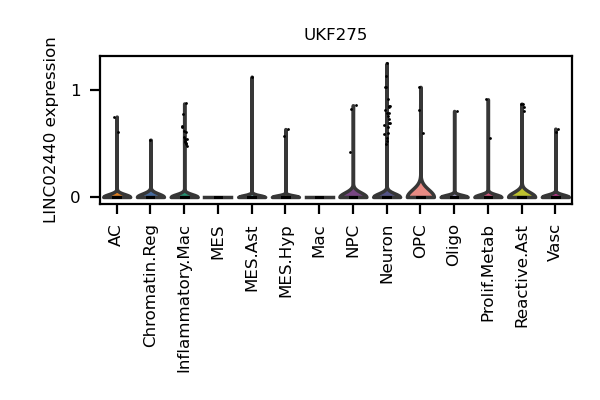 UKF275
LINC02440 expression
1
0
AC
Chromatin.Reg
Inflammatory.Mac
MES
MES.Ast
MES.Hyp
Mac
NPC
Neuron
OPC
Oligo
Prolif.Metab
Reactive.Ast
Vasc